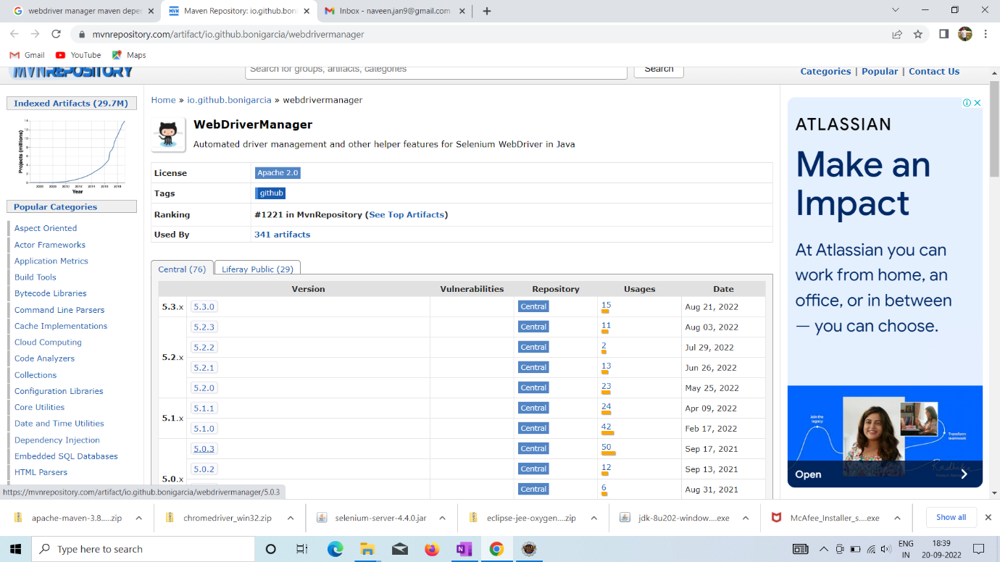 webdriver manager maven depe
Maven Repository: io.github.boni
Inbox - naveen.jan9@gmail.com
mvnrepository.com/artifact/io.github.bonigarcia/webdrivermanager
Gmail YouTube Maps
MVNREPOSITORY
Search for groups, artifacts, categories
Search
Categories | Popular | Contact Us
Indexed Artifacts (29.7M)
Projects (millions)
Year
Popular Categories
Aspect Oriented
Actor Frameworks
Application Metrics
Build Tools
Bytecode Libraries
Command Line Parsers
Cache Implementations
Cloud Computing
Code Analyzers
Collections
Configuration Libraries
Core Utilities
Date and Time Utilities
Dependency Injection
Embedded SQL Databases
HTML Parsers
Home » io.github.bonigarcia » webdrivermanager
WebDriverManager
Automated driver management and other helper features for Selenium WebDriver in Java
License Apache 2.0
Tags github
Ranking #1221 in MvnRepository (See Top Artifacts)
Used By 341 artifacts
Central (76) Liferay Public (29)
Version Vulnerabilities Repository Usages Date
5.3.x 5.3.0 Central 15 Aug 21, 2022
5.2.3 Central 11 Aug 03, 2022
5.2.2 Central 2 Jul 29, 2022
5.2.x
5.2.1 Central 13 Jun 26, 2022
5.2.0 Central 23 May 25, 2022
5.1.1 Central 24 Apr 09, 2022
5.1.x
5.1.0 Central 42 Feb 17, 2022
5.0.3 Central 50 Sep 17, 2021
5.0.2 Central 12 Sep 13, 2021
5.0.x
Central 6 Aug 31, 2021
ATLASSIAN
Make an
Impact
At Atlassian you can
work from home, an
office, or in between
— you can choose.
Join the
legacy
Transform
teamwork
Open
https://mvnrepository.com/artifact/io.github.bonigarcia/webdrivermanager/5.0.3
apache-maven-3.8.....zip
chromedriver_win32.zip
selenium-server-4.4.0.jar
eclipse-jee-oxygen....zip
jdk-8u202-window....exe
McAfee_Installer_s....exe
Show all
Type here to search
ENG
IN
18:39
20-09-2022